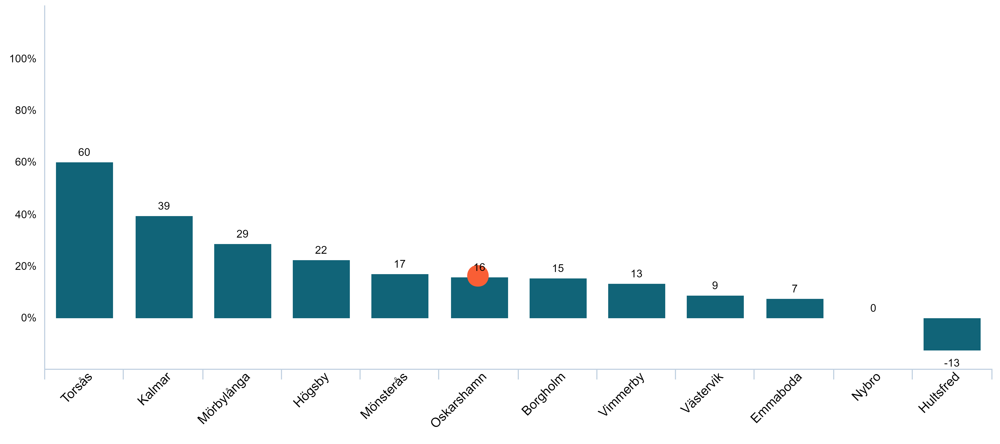 100%
80%
60%
40%
20%
0%
60
39
29
22
17
16
15
13
9
7
0
-13
Torsås
Kalmar
Mörbylånga
Högsby
Mönsterås
Oskarshamn
Borgholm
Vimmerby
Västervik
Emmaboda
Nybro
Hultsfred